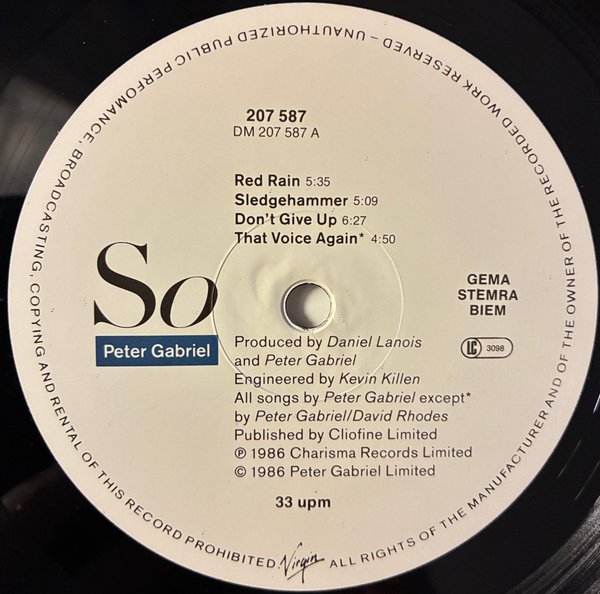 ALL RIGHTS OF THE MANUFACTURER AND OF THE OWNER OF THE RECORDED WORK RESERVED – UNAUTHORIZED PUBLIC PERFOMANCE, BROADCASTING, COPYING AND RENTAL OF THIS RECORD PROHIBITED.
207 587
DM 207 587 A
Red Rain 5:35
Sledgehammer 5:09
Don't Give Up 6:27
That Voice Again* 4:50
So
Peter Gabriel
GEMA
STEMRA
BIEM
LC 3098
Produced by Daniel Lanois
and Peter Gabriel
Engineered by Kevin Killen
All songs by Peter Gabriel except*
by Peter Gabriel/David Rhodes
Published by Cliofine Limited
℗ 1986 Charisma Records Limited
© 1986 Peter Gabriel Limited
33 upm
Virgin